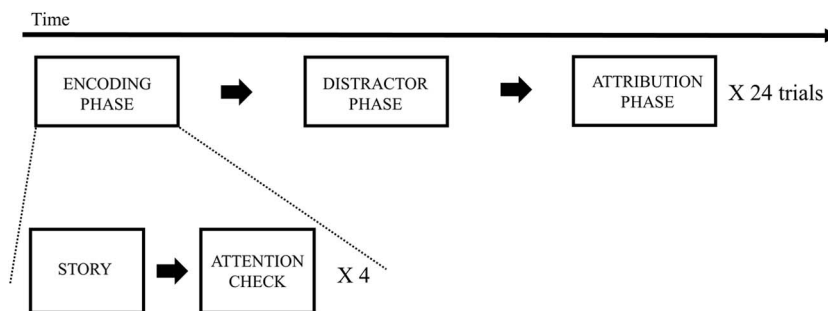 Time
ENCODING
PHASE
DISTRACTOR
PHASE
ATTRIBUTION
PHASE
X 24 trials
STORY
ATTENTION
CHECK
X 4